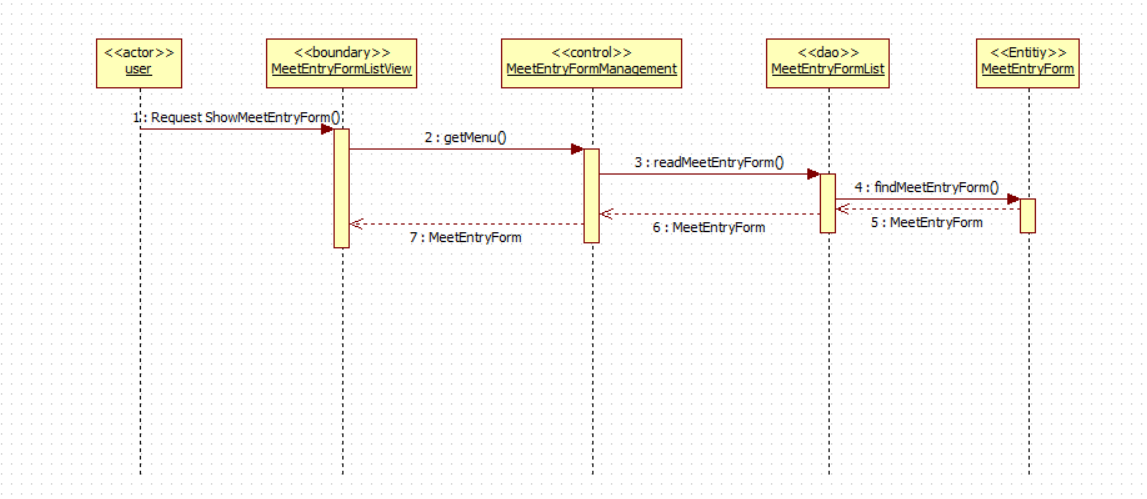 <<actor>>
user
<<boundary>>
MeetEntryFormListView
<<control>>
MeetEntryFormManagement
<<dao>>
MeetEntryFormList
<<Entitiy>>
MeetEntryForm
1 : Request ShowMeetEntryForm()
2 : getMenu()
3 : readMeetEntryForm()
4 : findMeetEntryForm()
5 : MeetEntryForm
6 : MeetEntryForm
7 : MeetEntryForm